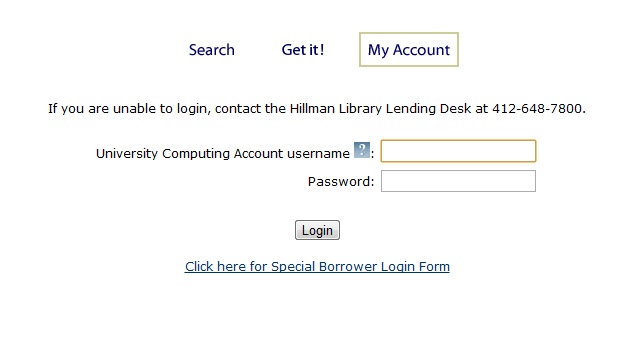 Search Get it! My Account
If you are unable to login, contact the Hillman Library Lending Desk at 412-648-7800.
University Computing Account username ?:
Password:
Login
Click here for Special Borrower Login Form